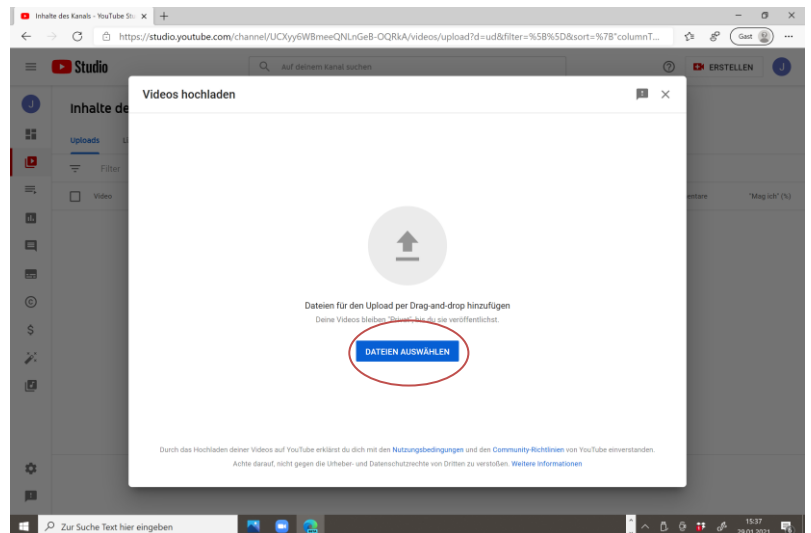 Inhalte des Kanals - YouTube Stu
https://studio.youtube.com/channel/UCXyy6WBmeeQNLnGeB-OQRkA/videos/upload?d=ud&filter=%5B%5D&sort=%7B"columnT...
Gast
Studio
Auf deinem Kanal suchen
ERSTELLEN
J
J
Inhalte de
Videos hochladen
Uploads
Li
Filter
Video
entare
"Mag ich" (%)
Dateien für den Upload per Drag-and-drop hinzufügen
Deine Videos bleiben "Privat", bis du sie veröffentlichst.
DATEIEN AUSWÄHLEN
Durch das Hochladen deiner Videos auf YouTube erklärst du dich mit den Nutzungsbedingungen und den Community-Richtlinien von YouTube einverstanden.
Achte darauf, nicht gegen die Urheber- und Datenschutzrechte von Dritten zu verstoßen. Weitere Informationen
Zur Suche Text hier eingeben
15:37
29.01.2021